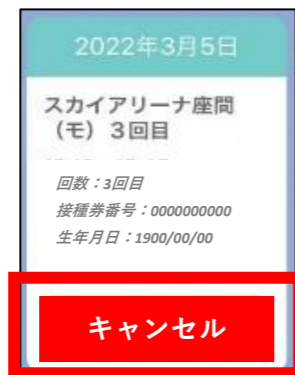 2022年3月5日
スカイアリーナ座間
（モ）３回目
回数：3回目
接種券番号：0000000000
生年月日：1900/00/00
キャンセル